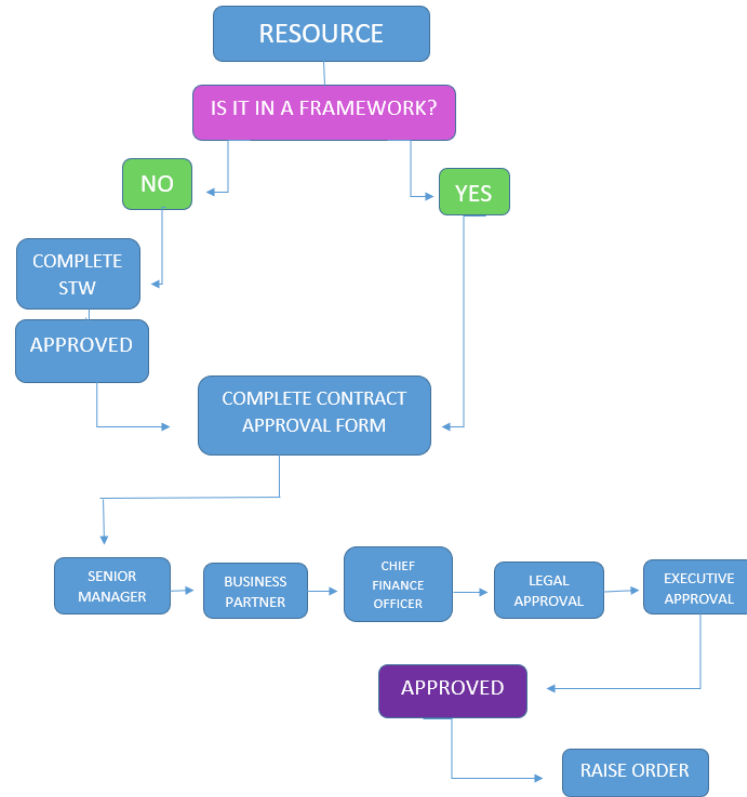 RESOURCE
IS IT IN A FRAMEWORK?
NO
YES
COMPLETE
STW
APPROVED
COMPLETE CONTRACT
APPROVAL FORM
SENIOR
MANAGER
BUSINESS
PARTNER
CHIEF
FINANCE
OFFICER
LEGAL
APPROVAL
EXECUTIVE
APPROVAL
APPROVED
RAISE ORDER